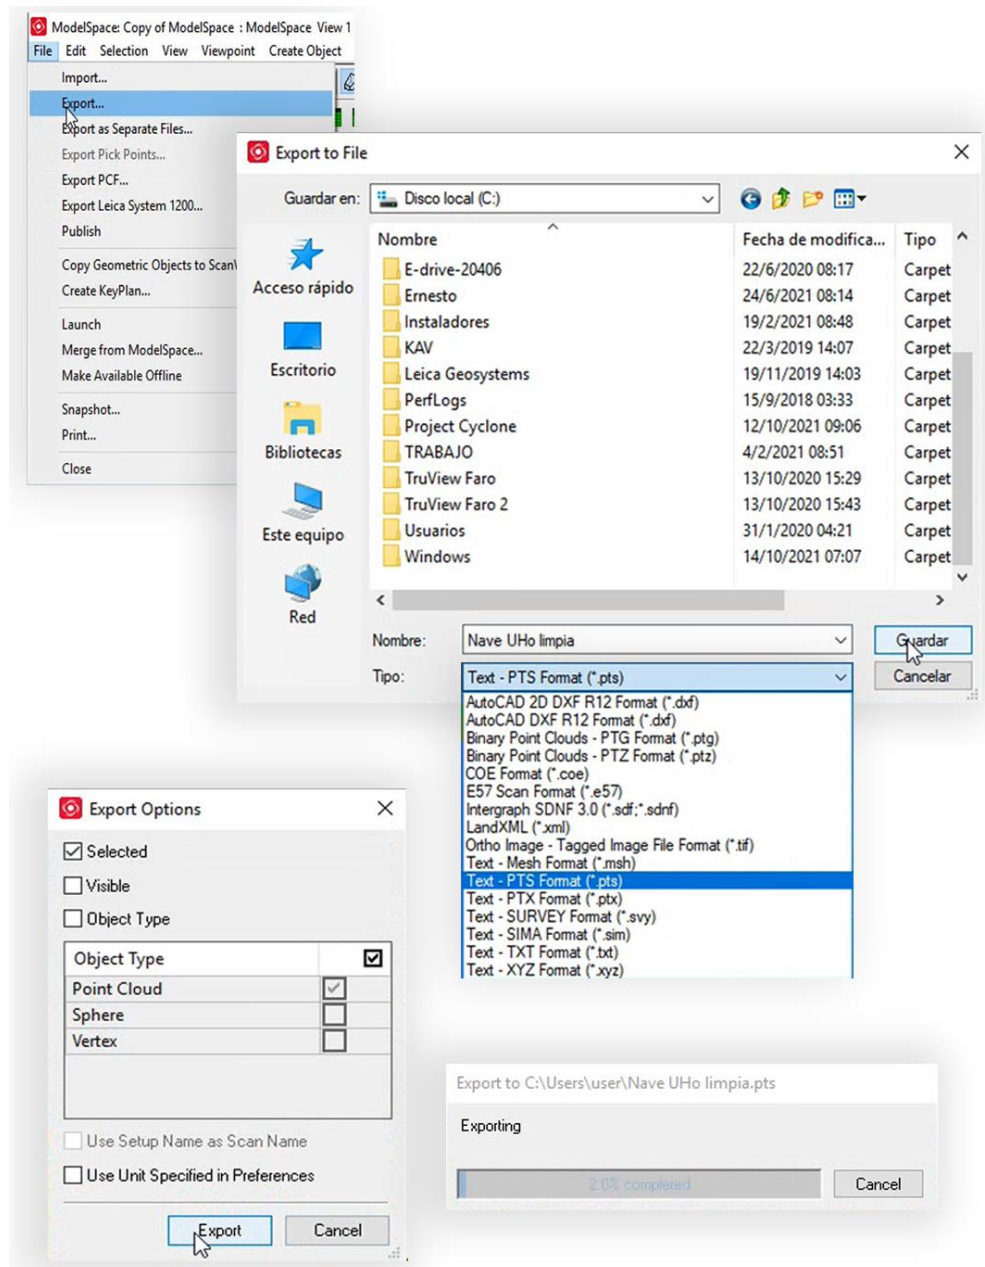 ModelSpace: Copy of ModelSpace : ModelSpace View 1
File Edit Selection View Viewpoint Create Object
Import...
Export...
Export as Separate Files...
Export Pick Points...
Export PCF...
Export Leica System 1200...
Publish
Copy Geometric Objects to Scan
Create KeyPlan...
Launch
Merge from ModelSpace...
Make Available Offline
Snapshot...
Print...
Close
Export to File
Guardar en: Disco local (C:)
Nombre Fecha de modifica... Tipo
E-drive-20406 22/6/2020 08:17 Carpet
Ernesto 24/6/2021 08:14 Carpet
Instaladores 19/2/2021 08:48 Carpet
KAV 22/3/2019 14:07 Carpet
Leica Geosystems 19/11/2019 14:03 Carpet
PerfLogs 15/9/2018 03:33 Carpet
Project Cyclone 12/10/2021 09:06 Carpet
TRABAJO 4/2/2021 08:51 Carpet
TruView Faro 13/10/2020 15:29 Carpet
TruView Faro 2 13/10/2020 15:43 Carpet
Usuarios 31/1/2020 04:21 Carpet
Windows 14/10/2021 07:07 Carpet
Acceso rápido
Escritorio
Bibliotecas
Este equipo
Red
Nombre: Nave UHo limpia Guardar
Tipo: Text - PTS Format (*.pts) Cancelar
AutoCAD 2D DXF R12 Format (*.dxf)
AutoCAD DXF R12 Format (*.dxf)
Binary Point Clouds - PTG Format (*.ptg)
Binary Point Clouds - PTZ Format (*.ptz)
COE Format (*.coe)
E57 Scan Format (*.e57)
Intergraph SDNF 3.0 (*.sdf;*.sdnf)
LandXML (*.xml)
Ortho Image - Tagged Image File Format (*.tif)
Text - Mesh Format (*.msh)
Text - PTS Format (*.pts)
Text - PTX Format (*.ptx)
Text - SURVEY Format (*.svy)
Text - SIMA Format (*.sim)
Text - TXT Format (*.txt)
Text - XYZ Format (*.xyz)
Export Options
Selected
Visible
Object Type
Object Type
Point Cloud
Sphere
Vertex
Use Setup Name as Scan Name
Use Unit Specified in Preferences
Export Cancel
Export to C:\Users\user\Nave UHo limpia.pts
Exporting
2.0% completed Cancel